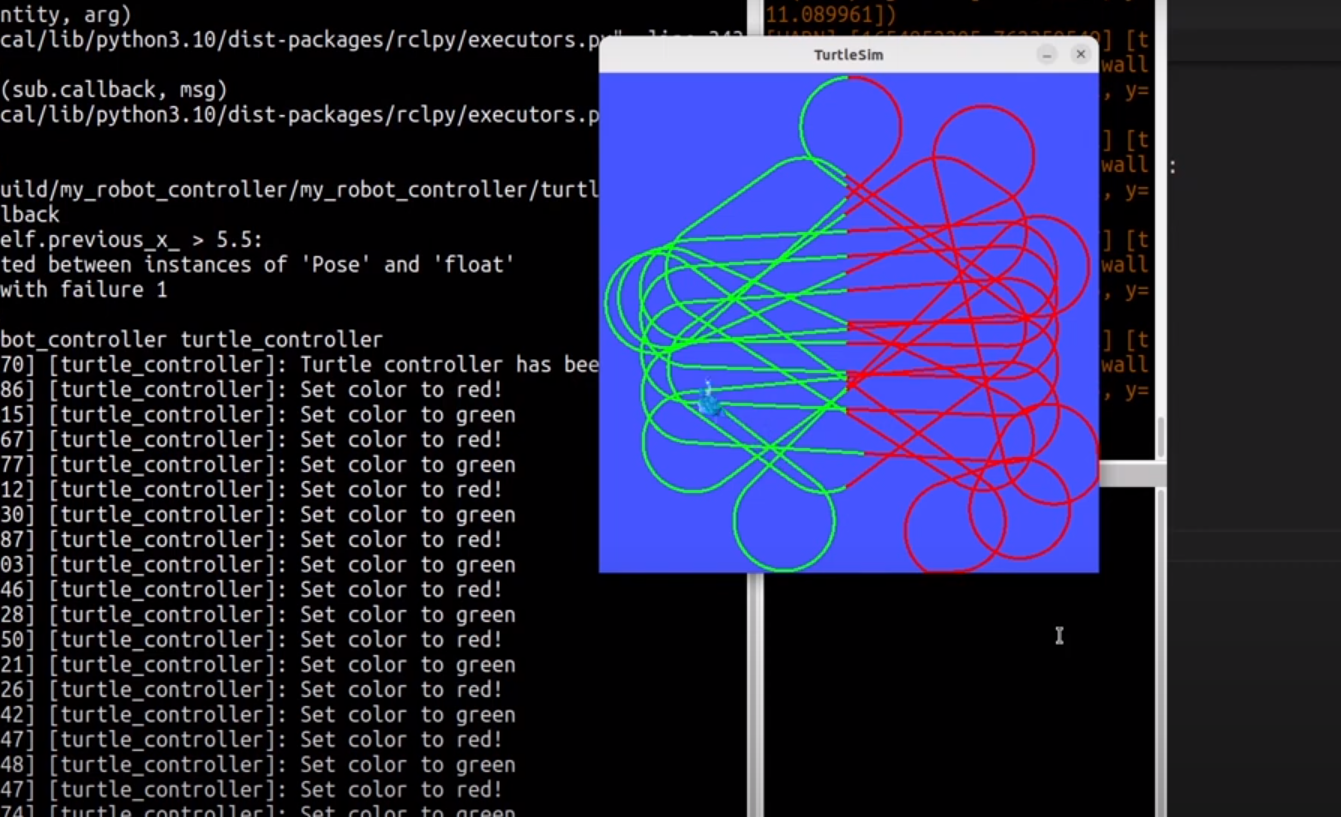 ntity, arg)
cal/lib/python3.10/dist-packages/rclpy/executors.py
(sub.callback, msg)
cal/lib/python3.10/dist-packages/rclpy/executors.p
uild/my_robot_controller/my_robot_controller/turtl
lback
elf.previous_x_ > 5.5:
ted between instances of 'Pose' and 'float'
with failure 1
bot_controller turtle_controller
70] [turtle_controller]: Turtle controller has bee
86] [turtle_controller]: Set color to red!
15] [turtle_controller]: Set color to green
67] [turtle_controller]: Set color to red!
77] [turtle_controller]: Set color to green
12] [turtle_controller]: Set color to red!
30] [turtle_controller]: Set color to green
87] [turtle_controller]: Set color to red!
03] [turtle_controller]: Set color to green
46] [turtle_controller]: Set color to red!
28] [turtle_controller]: Set color to green
50] [turtle_controller]: Set color to red!
21] [turtle_controller]: Set color to green
26] [turtle_controller]: Set color to red!
42] [turtle_controller]: Set color to green
47] [turtle_controller]: Set color to red!
48] [turtle_controller]: Set color to green
47] [turtle_controller]: Set color to red!
74] [turtle_controller]: Set color to green
11.089961])
TurtleSim
] [t
wall
, y=
] [t
wall :
, y=
] [t
wall
, y=
] [t
wall
, y=